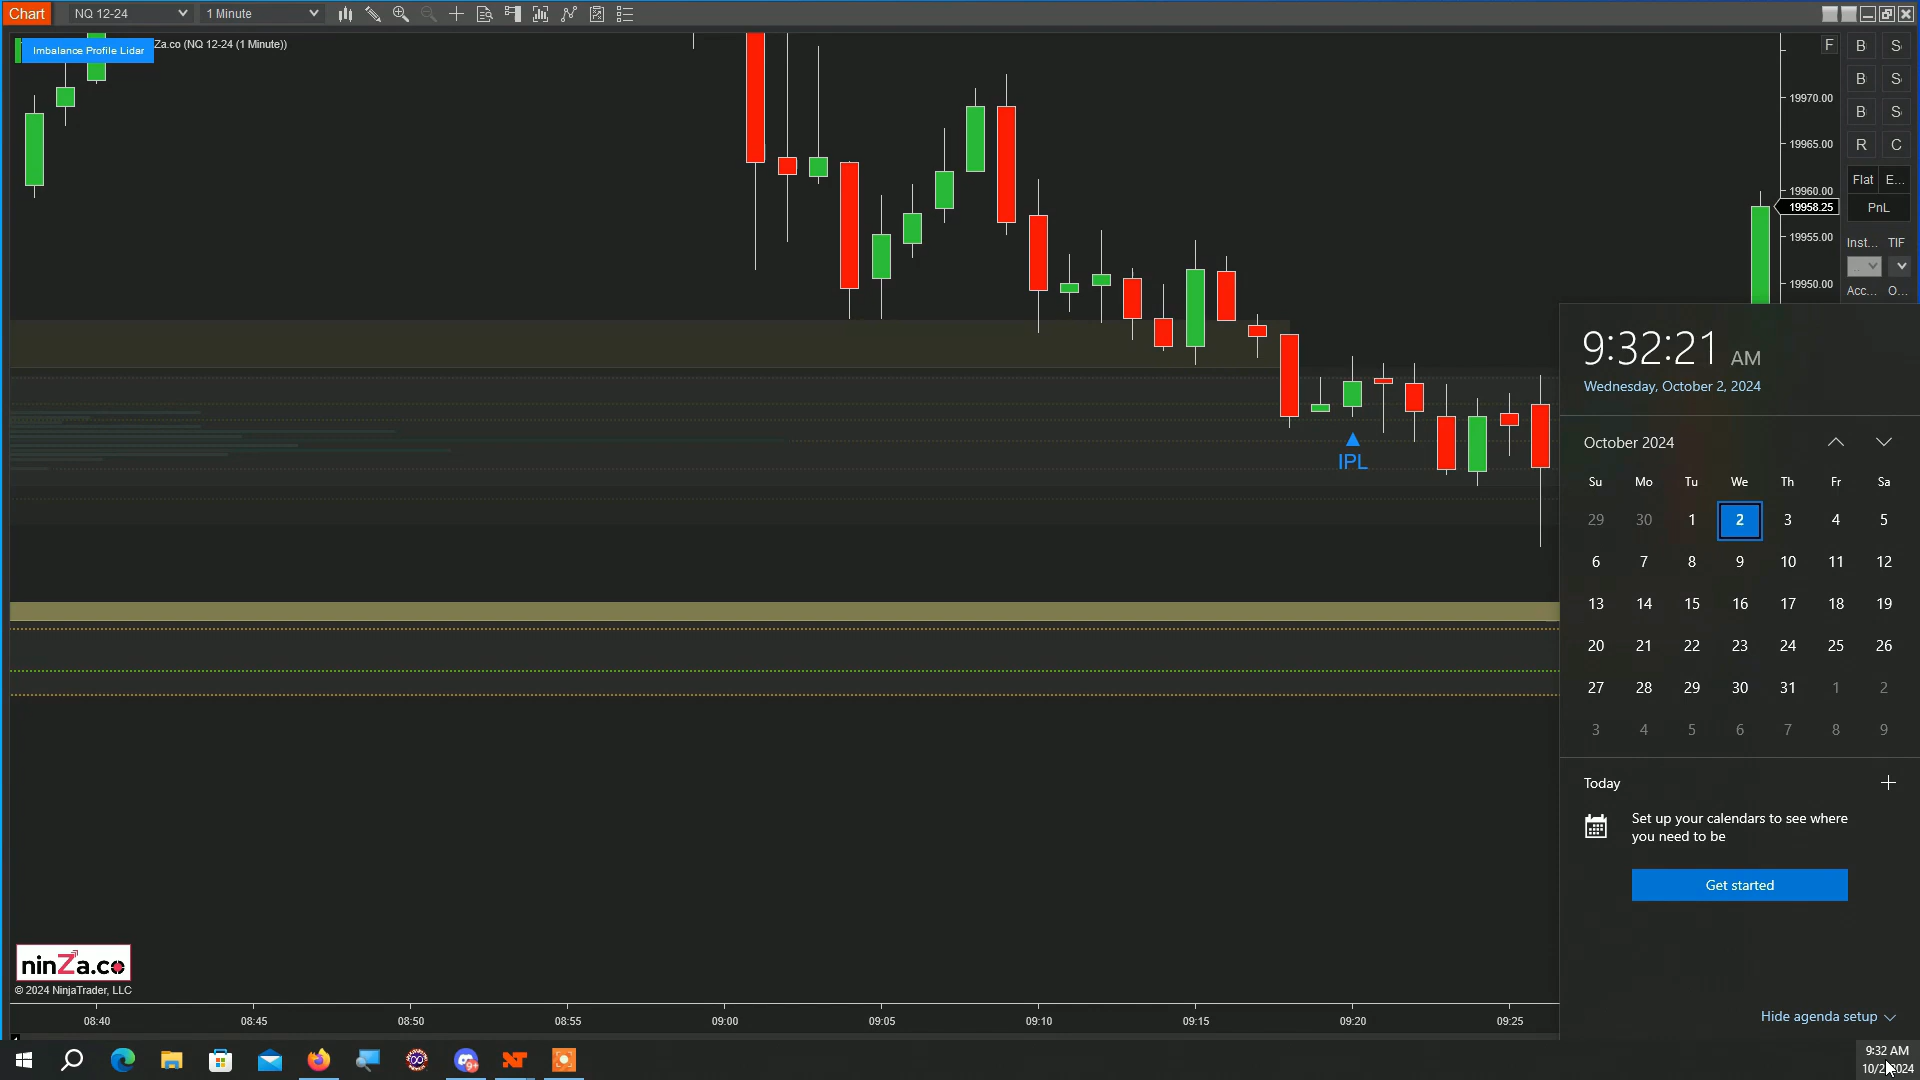 Chart
NQ 12-24
1 Minute
Imbalance Profile Lidar
Za.co (NQ 12-24 (1 Minute))
F
19970.00
19965.00
19960.00
19958.25
19955.00
19950.00
B S
B S
B S
R C
Flat E...
PnL
Inst... TIF
Acc... O...
IPL
9:32:21 AM
Wednesday, October 2, 2024
October 2024
Su Mo Tu We Th Fr Sa
29 30 1 2 3 4 5
6 7 8 9 10 11 12
13 14 15 16 17 18 19
20 21 22 23 24 25 26
27 28 29 30 31 1 2
3 4 5 6 7 8 9
Today
Set up your calendars to see where
you need to be
Get started
Hide agenda setup
ninZa.co
© 2024 NinjaTrader, LLC
08:40 08:45 08:50 08:55 09:00 09:05 09:10 09:15 09:20 09:25
9:32 AM